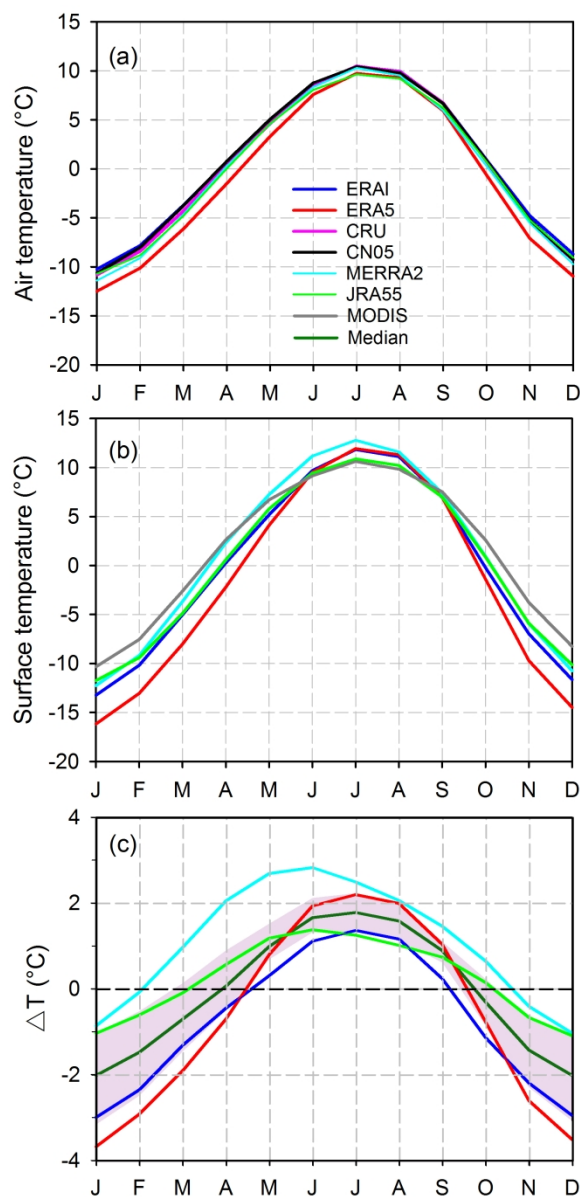 15
(a)
10
5
0
-5
-10
-15
-20
Air temperature (°C)
ERAI
ERA5
CRU
CN05
MERRA2
JRA55
MODIS
Median
J F M A M J J A S O N D
15
(b)
10
5
0
-5
-10
-15
-20
Surface temperature (°C)
J F M A M J J A S O N D
4
(c)
2
0
-2
-4
△T (°C)
J F M A M J J A S O N D